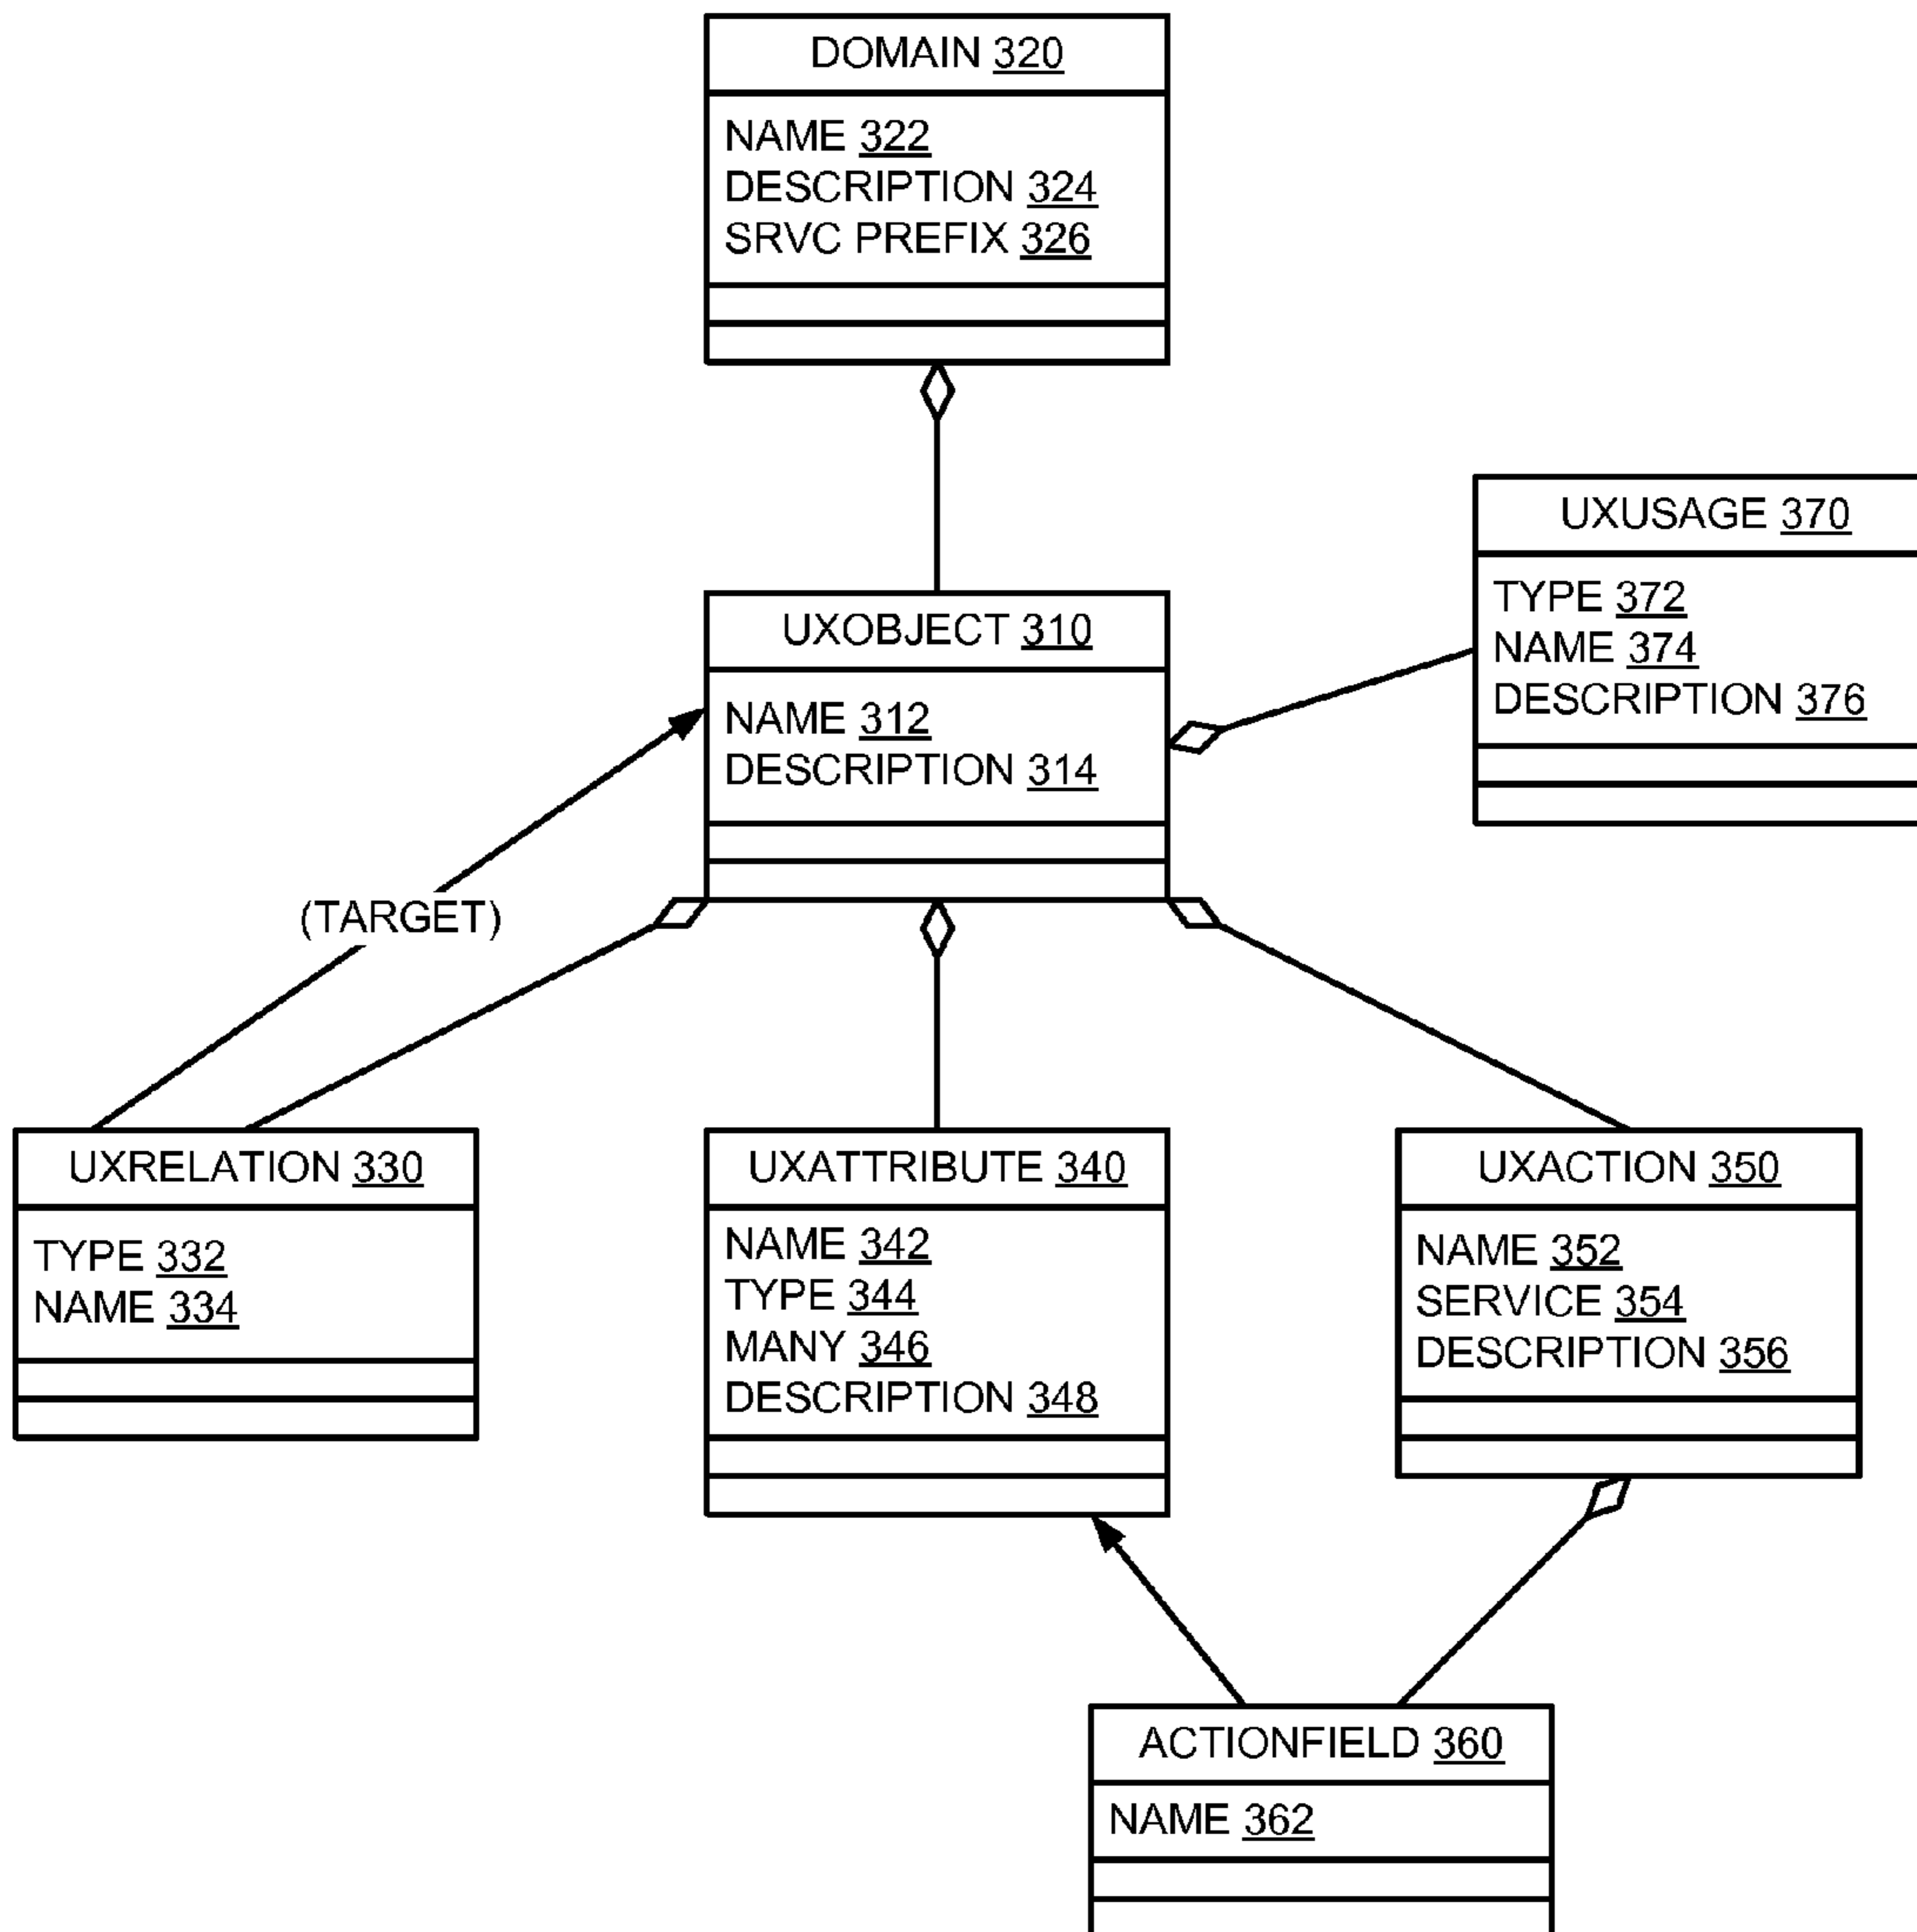 DOMAIN 320
NAME 322
DESCRIPTION 324
SRVC PREFIX 326
UXUSAGE 370
TYPE 372
NAME 374
DESCRIPTION 376
UXOBJECT 310
NAME 312
DESCRIPTION 314
(TARGET)
UXRELATION 330
TYPE 332
NAME 334
UXATTRIBUTE 340
NAME 342
TYPE 344
MANY 346
DESCRIPTION 348
UXACTION 350
NAME 352
SERVICE 354
DESCRIPTION 356
ACTIONFIELD 360
NAME 362